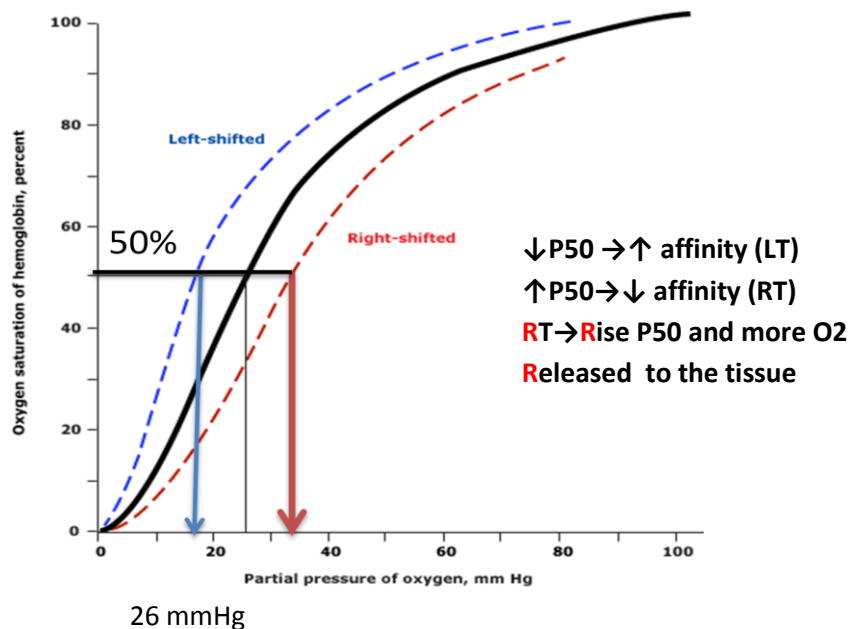 100
80
60
40
20
0
Oxygen saturation of hemoglobin, percent
Left-shifted
50%
Right-shifted
0 20 40 60 80 100
Partial pressure of oxygen, mm Hg
26 mmHg
↓P50 →↑ affinity (LT)
↑P50→↓ affinity (RT)
RT→Rise P50 and more O2
Released to the tissue